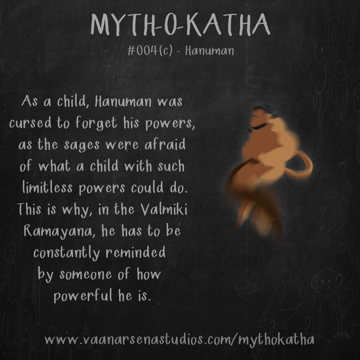 MYTH-O-KATHA
#004(c) - Hanuman
As a child, Hanuman was
cursed to forget his powers,
as the sages were afraid
of what a child with such
limitless powers could do.
This is why, in the Valmiki
Ramayana, he has to be
constantly reminded
by someone of how
powerful he is.
www.vaanarsenastudios.com/mythokatha